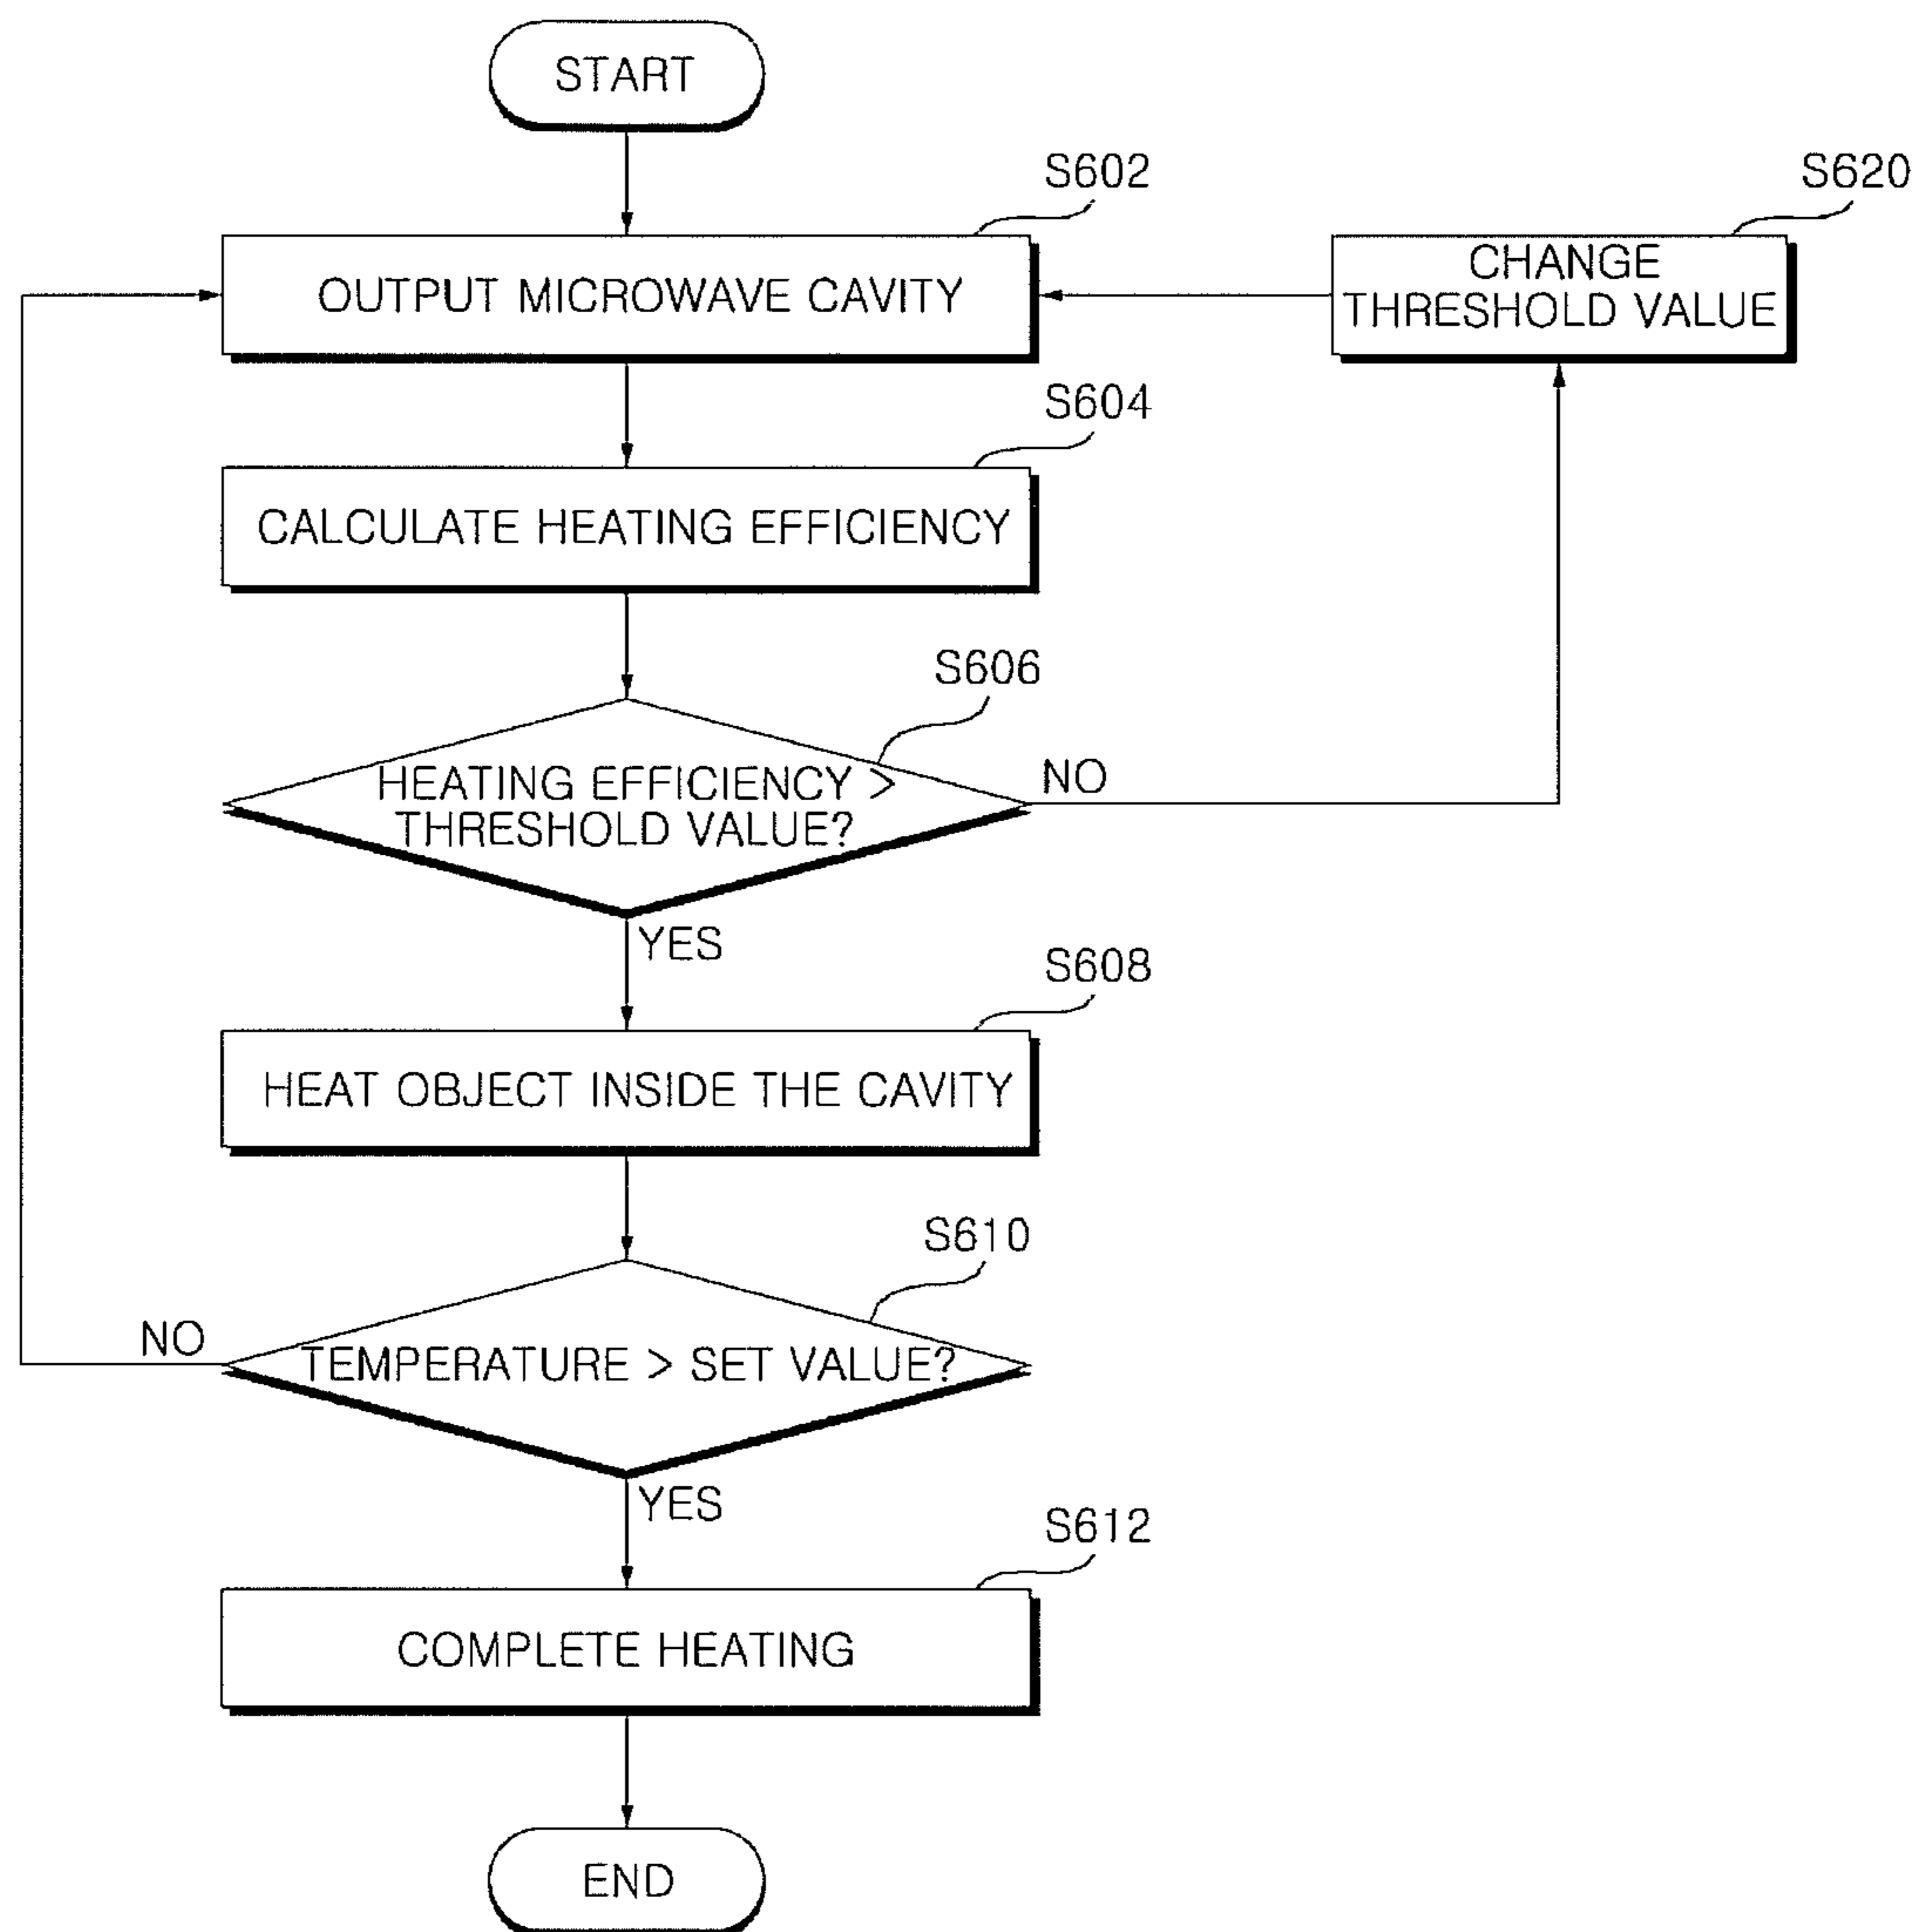 START
S602
S620
OUTPUT MICROWAVE CAVITY
CHANGE
THRESHOLD VALUE
S604
CALCULATE HEATING EFFICIENCY
S606
HEATING EFFICIENCY >
THRESHOLD VALUE?
NO
YES
S608
HEAT OBJECT INSIDE THE CAVITY
S610
NO
TEMPERATURE > SET VALUE?
YES
S612
COMPLETE HEATING
END